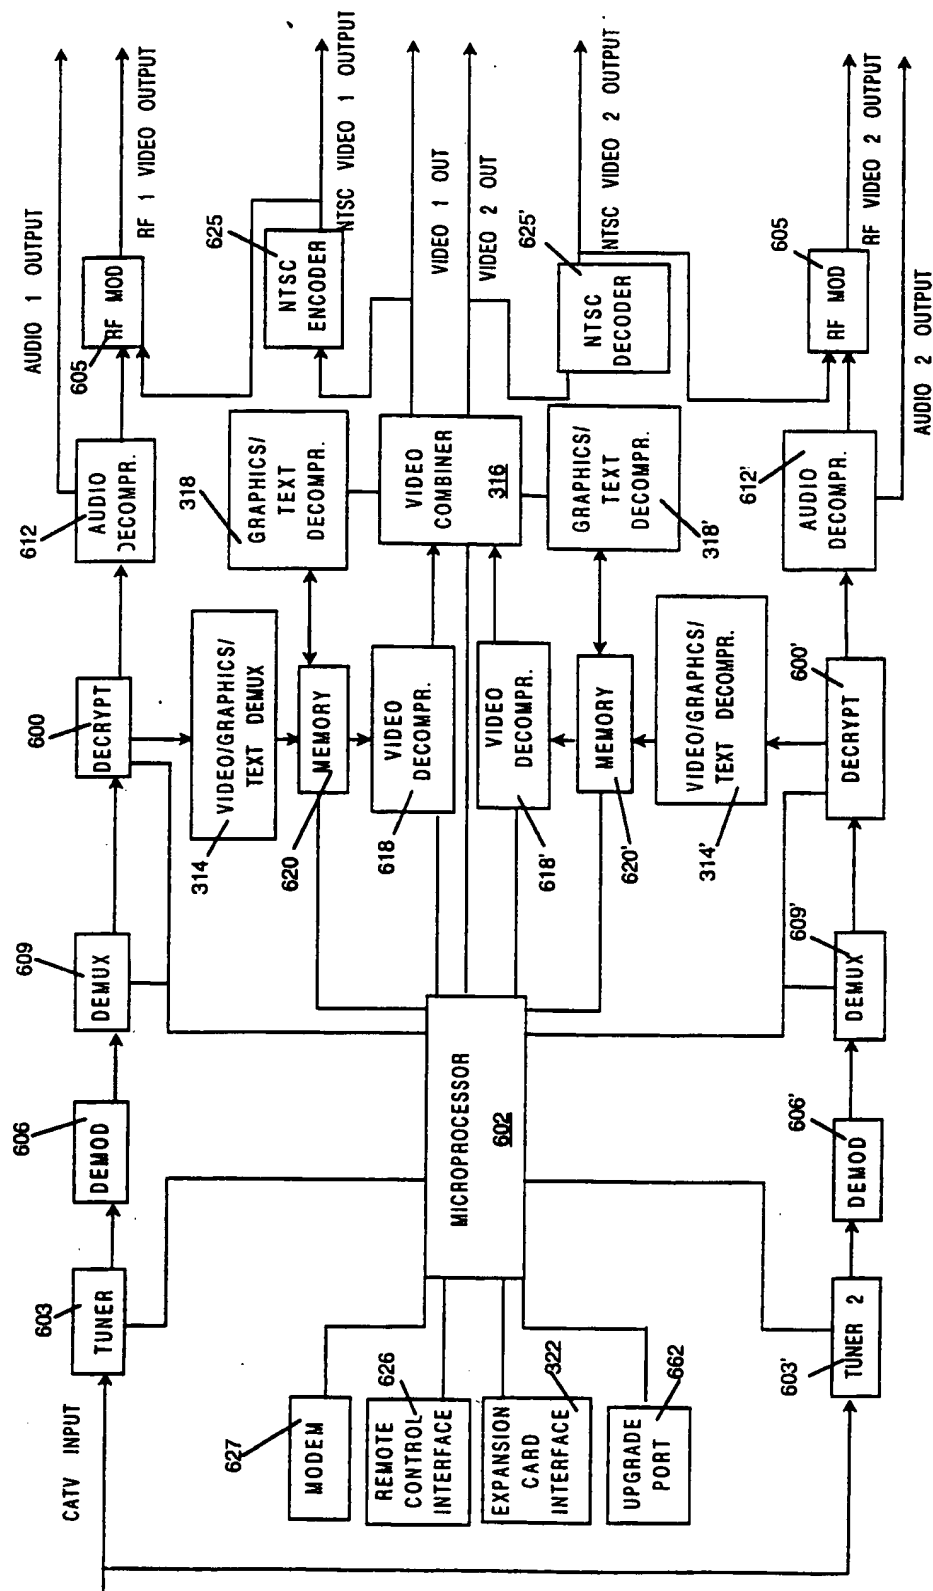 CATV INPUT
603
TUNER
606
DEMOD
609
DEMUX
600
DECRYPT
612
AUDIO
DECOMPR.
AUDIO 1 OUTPUT
605
RF MOD
RF 1 VIDEO OUTPUT
314
VIDEO/GRAPHICS/
TEXT DEMUX
318
GRAPHICS/
TEXT
DECOMPR.
625
NTSC
ENCODER
NTSC VIDEO 1 OUTPUT
627
MODEM
620
MEMORY
626
REMOTE
CONTROL
INTERFACE
618
VIDEO
DECOMPR.
VIDEO
COMBINER
316
VIDEO 1 OUT
MICROPROCESSOR
602
VIDEO 2 OUT
322
EXPANSION
CARD
INTERFACE
618'
VIDEO
DECOMPR.
625'
NTSC
DECODER
NTSC VIDEO 2 OUTPUT
662
UPGRADE
PORT
620'
MEMORY
GRAPHICS/
TEXT
DECOMPR.
318'
314'
VIDEO/GRAPHCS/
TEXT DECOMPR.
603'
TUNER 2
606'
DEMOD
609'
DEMUX
600'
DECRYPT
612'
AUDIO
DECOMPR.
605
RF MOD
RF VIDEO 2 OUTPUT
AUDIO 2 OUTPUT